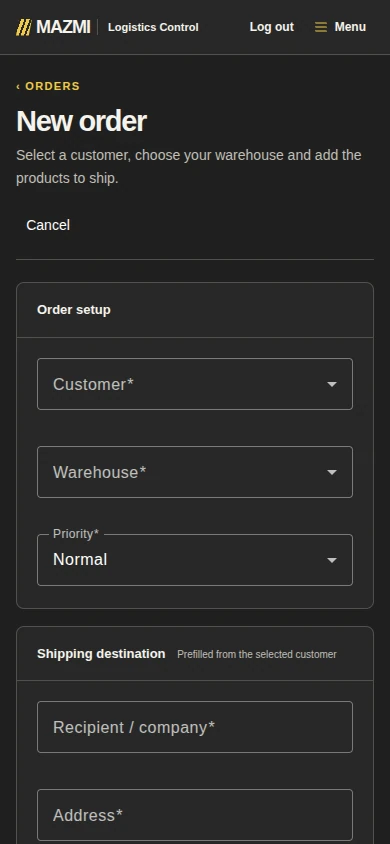 MAZMI Logistics Control Log out Menu
‹ ORDERS
New order
Select a customer, choose your warehouse and add the
products to ship.
Cancel
Order setup
Customer*
Warehouse*
Priority*
Normal
Shipping destination Prefilled from the selected customer
Recipient / company*
Address*